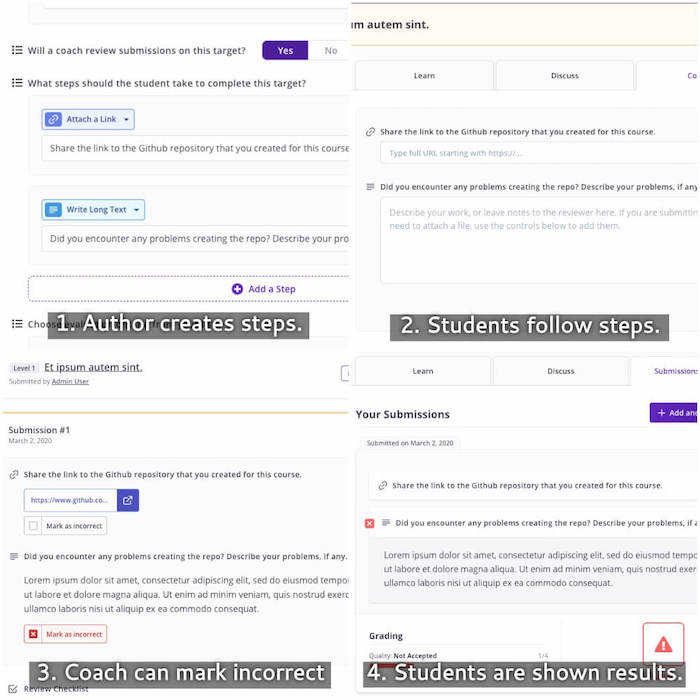 Will a coach review submissions on this target?
Yes
No
What steps should the student take to complete this target?
Attach a Link
Share the link to the Github repository that you created for this course
Write Long Text
Did you encounter any problems creating the repo? Describe your pro
Add a Step
1. Author creates steps.
um autem sint.
Learn
Discuss
Co
Share the link to the Github repository that you created for this course.
Type full URL starting with https://...
Did you encounter any problems creating the repo? Describe your problems, if any
Describe your work, or leave notes to the reviewer here. If you are submittin
need to attach a file, use the controls below to add them.
2. Students follow steps.
Level 1
Et ipsum autem sint.
Submitted by Admin User
Submission #1
March 2, 2020
Share the link to the Github repository that you created for this course.
https://www.github.co...
Mark as incorrect
Did you encounter any problems creating the repo? Describe your problems, if any.
Lorem ipsum dolor sit amet, consectetur adipiscing elit, sed do eiusmod tempor
ut labore et dolore magna aliqua. Ut enim ad minim veniam, quis nostrud exerc
ullamco laboris nisi ut aliquip ex ea commodo consequat.
Mark as incorrect
3. Coach can mark incorrect
Review Checklist
Learn
Discuss
Submissions
Your Submissions
+ Add an
Submitted on March 2, 2020
Share the link to the Github repository that you created for this course.
Did you encounter any problems creating the repo? Describe your problems, if a
Lorem ipsum dolor sit amet, consectetur adipiscing elit, sed do eiusmod tempo
ut labore et dolore magna aliqua. Ut enim ad minim veniam, quis nostrud exe
ullamco laboris nisi ut aliquip ex ea commodo consequat.
Grading
Quality: Not Accepted
1/4
4. Students are shown results.